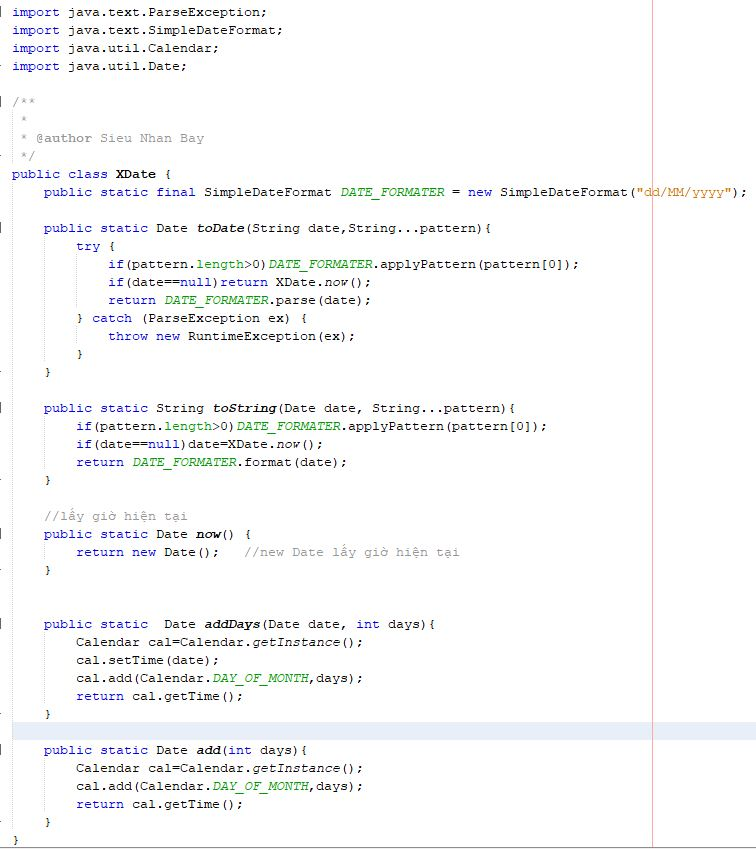 import java.text.ParseException;
import java.text.SimpleDateFormat;
import java.util.Calendar;
import java.util.Date;
/**
 *
 * @author Sieu Nhan Bay
 */
public class XDate {
    public static final SimpleDateFormat DATE_FORMATER = new SimpleDateFormat("dd/MM/yyyy");
    public static Date toDate(String date,String...pattern){
        try {
            if(pattern.length>0)DATE_FORMATER.applyPattern(pattern[0]);
            if(date==null)return XDate.now();
            return DATE_FORMATER.parse(date);
        } catch (ParseException ex) {
            throw new RuntimeException(ex);
        }
    }
    public static String toString(Date date, String...pattern){
        if(pattern.length>0)DATE_FORMATER.applyPattern(pattern[0]);
        if(date==null)date=XDate.now();
        return DATE_FORMATER.format(date);
    }
    //lấy giờ hiện tại
    public static Date now() {
        return new Date();   //new Date lấy giờ hiện tại
    }
    public static  Date addDays(Date date, int days){
        Calendar cal=Calendar.getInstance();
        cal.setTime(date);
        cal.add(Calendar.DAY_OF_MONTH,days);
        return cal.getTime();
    }
    public static Date add(int days){
        Calendar cal=Calendar.getInstance();
        cal.add(Calendar.DAY_OF_MONTH,days);
        return cal.getTime();
    }
}